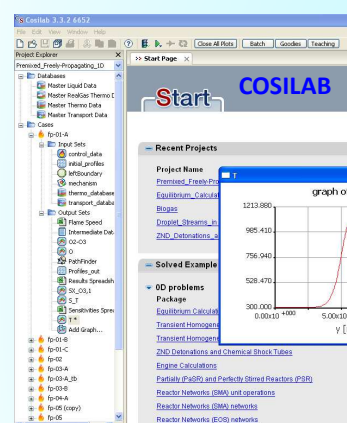 Cosilab 3.3.2 6652
File Edit View Window Help
Close All Plots Batch Goodies Teaching
Project Explorer
Premixed_Freely-Propagating_1D
Databases
Master Liquid Data
Master RealGas Thermo D
Master Thermo Data
Master Transport Data
Cases
fp-01-A
Input Sets
control_data
initial_profiles
leftBoundary
mechanism
thermo_database
transport_databa
Output Sets
Flame Speed
Intermediate Dat
O2-O3
O
PathFinder
Profiles_out
Results Spreadsh
SX_O3,1
S_T
Sensitivities Spre
T *
Add Graph...
fp-01-B
fp-01-C
fp-02
fp-03-A
fp-03-A_tb
fp-03-B
fp-04-A
fp-05 (copy)
fp-05
>> Start Page
Start
COSILAB
Recent Projects
Project Name
Premixed_Freely-Pro
Equilibrium_Calculat
Biogas
Droplet_Streams_in
ZND_Detonations_a
T
graph o
1213.880
985.410
756.940
528.470
300.000
0.00x10 +000
5.00x10
y [
Solved Example
0D problems
Package
Equilibrium Calculat
Transient Homogene
Transient Homogene
ZND Detonations and Chemical Shock Tubes
Engine Calculations
Partially (PaSR) and Perfectly Stirred Reactors (PSR)
Reactor Networks (SMA) unit operations
Reactor Networks (SMA) networks
Reactor Networks (EOS) networks